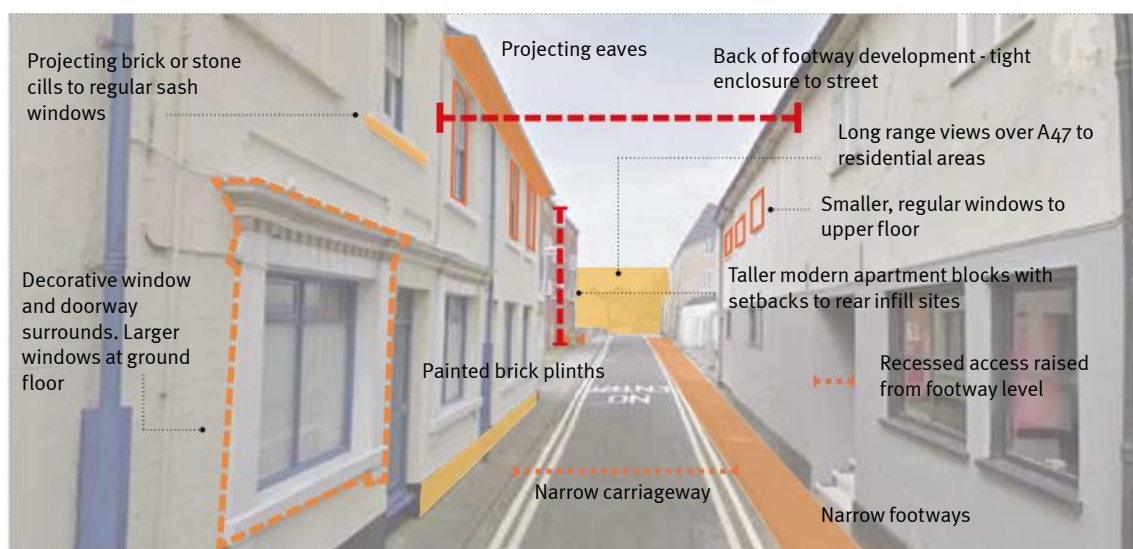 Projecting eaves
Projecting brick or stone
cills to regular sash
windows
Back of footway development - tight
enclosure to street
Long range views over A47 to
residential areas
Smaller, regular windows to
upper floor
Decorative window
and doorway
surrounds. Larger
windows at ground
floor
Taller modern apartment blocks with
setbacks to rear infill sites
Painted brick plinths
Recessed access raised
from footway level
NO
ENTRY
Narrow carriageway
Narrow footways